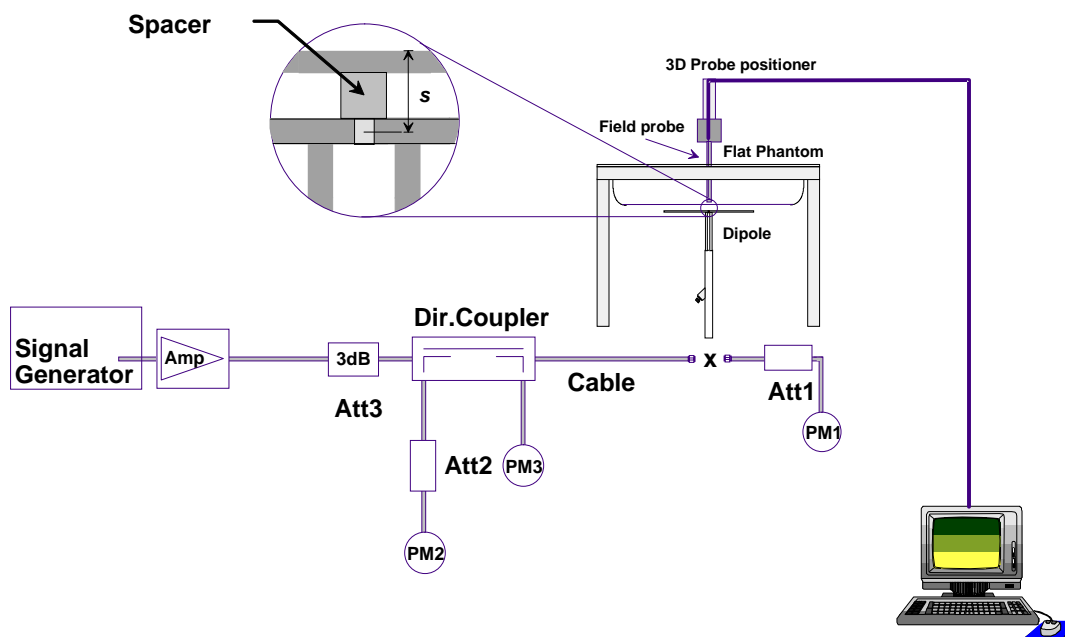 Spacer
s
3D Probe positioner
Field probe
Flat Phantom
Dipole
Signal
Generator
Amp
3dB
Att3
Dir.Coupler
Cable
x
Att1
PM1
Att2
PM3
PM2